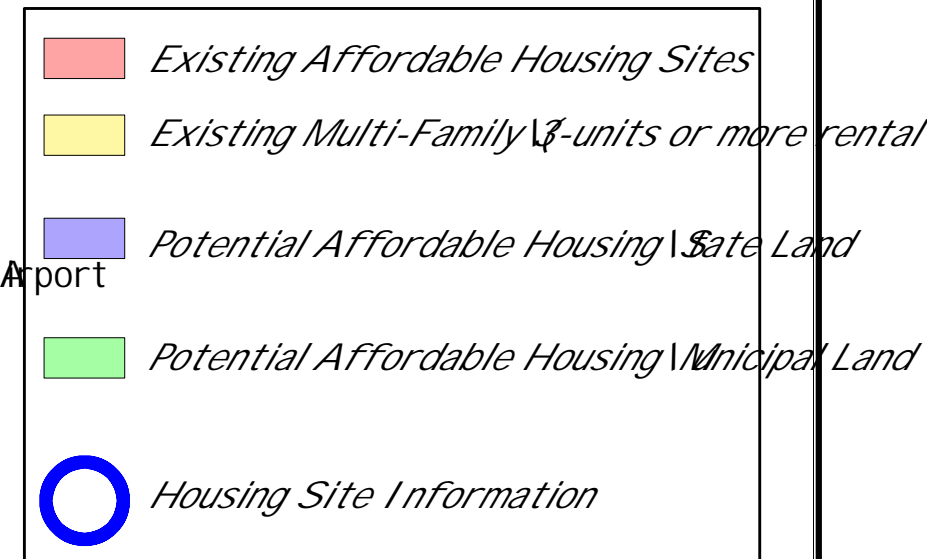 Existing Affordable Housing Sites
Existing Multi-Family \(3-units or more rental
Potential Affordable Housing \State Land
Airport
Potential Affordable Housing \Municipal Land
Housing Site Information